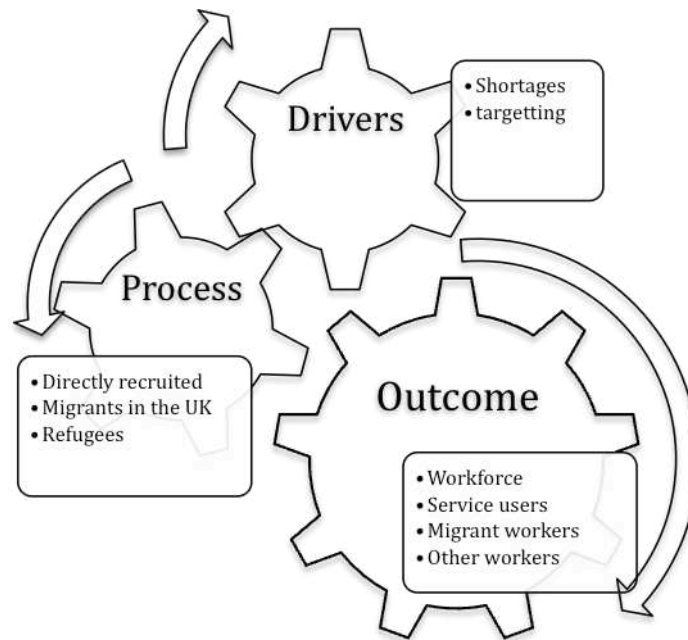 Drivers
• Shortages
• targetting
Process
• Directly recruited
• Migrants in the UK
• Refugees
Outcome
• Workforce
• Service users
• Migrant workers
• Other workers